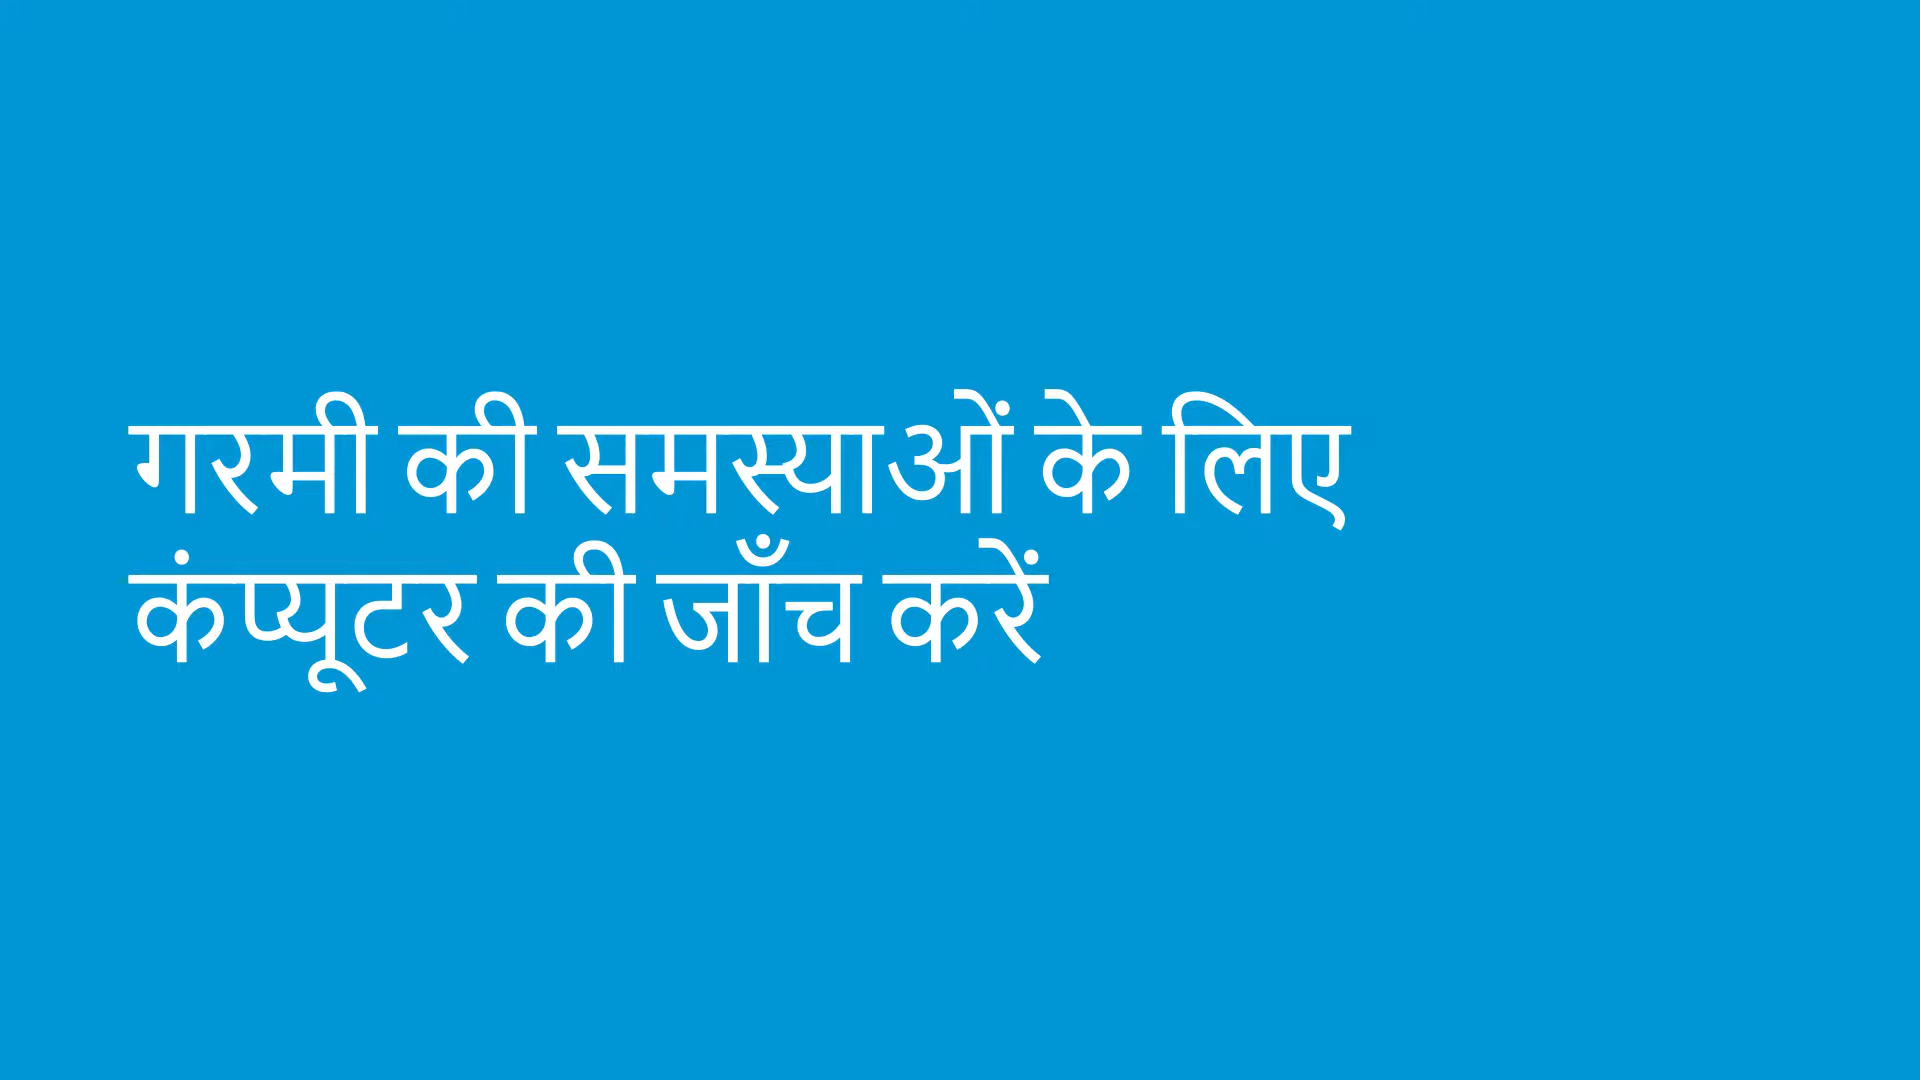 गरमी की समस्याओं के लिए
कंप्यूटर की जाँच करें